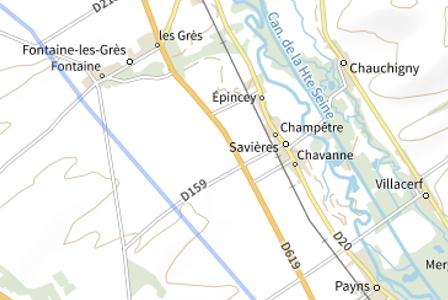 D21
les Grès
Fontaine-les-Grès
Fontaine
Can. de la Hte Seine
Chauchigny
Épincey
Champêtre
Savières
Chavanne
Villacerf
D159
D20
D619
Mer
Payns